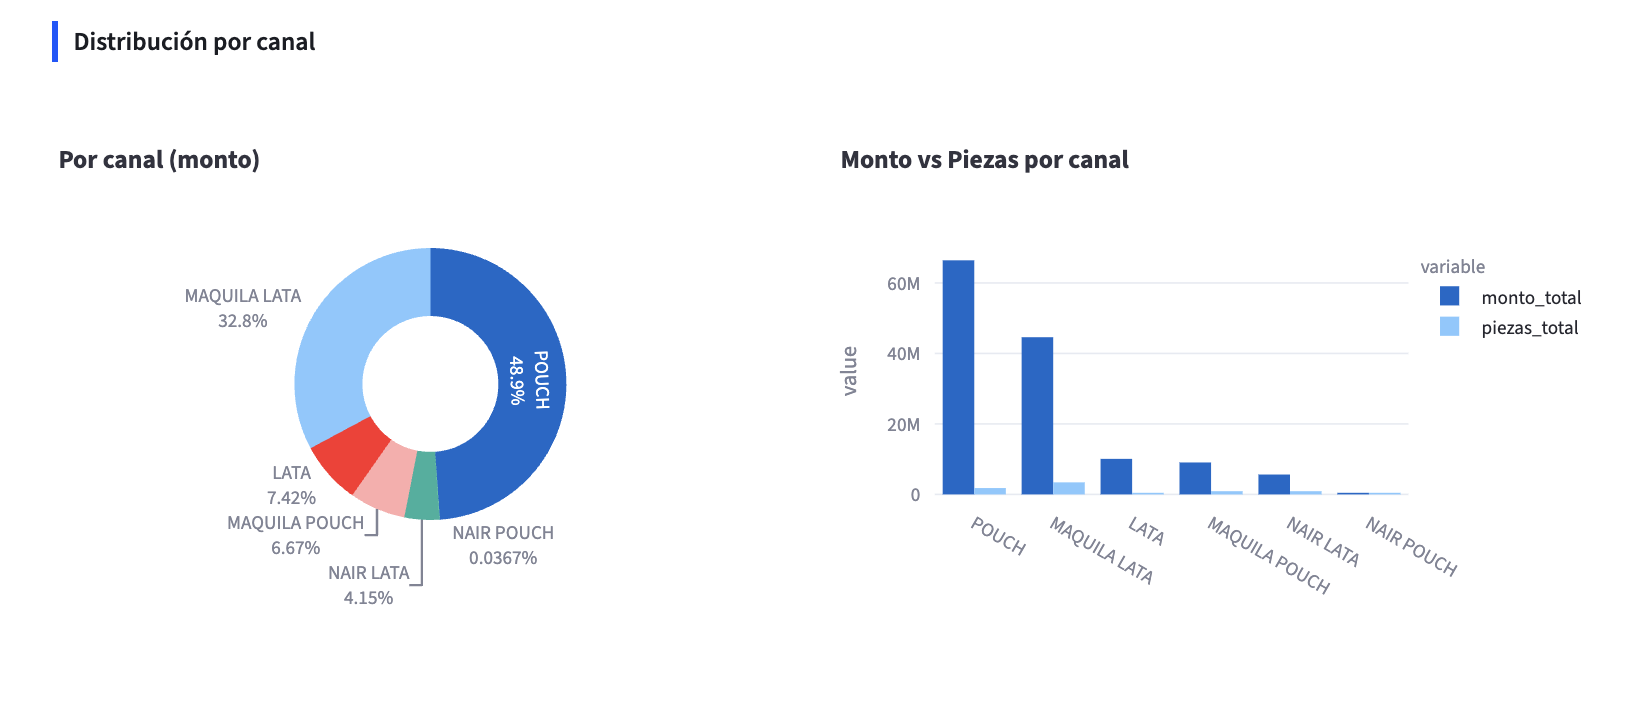 Distribución por canal
Por canal (monto)
MAQUILA LATA
32.8%
POUCH
48.9%
LATA
7.42%
MAQUILA POUCH
6.67%
NAIR LATA
4.15%
NAIR POUCH
0.0367%
Monto vs Piezas por canal
value
60M
40M
20M
0
POUCH
MAQUILA LATA
LATA
MAQUILA POUCH
NAIR LATA
NAIR POUCH
variable
monto_total
piezas_total